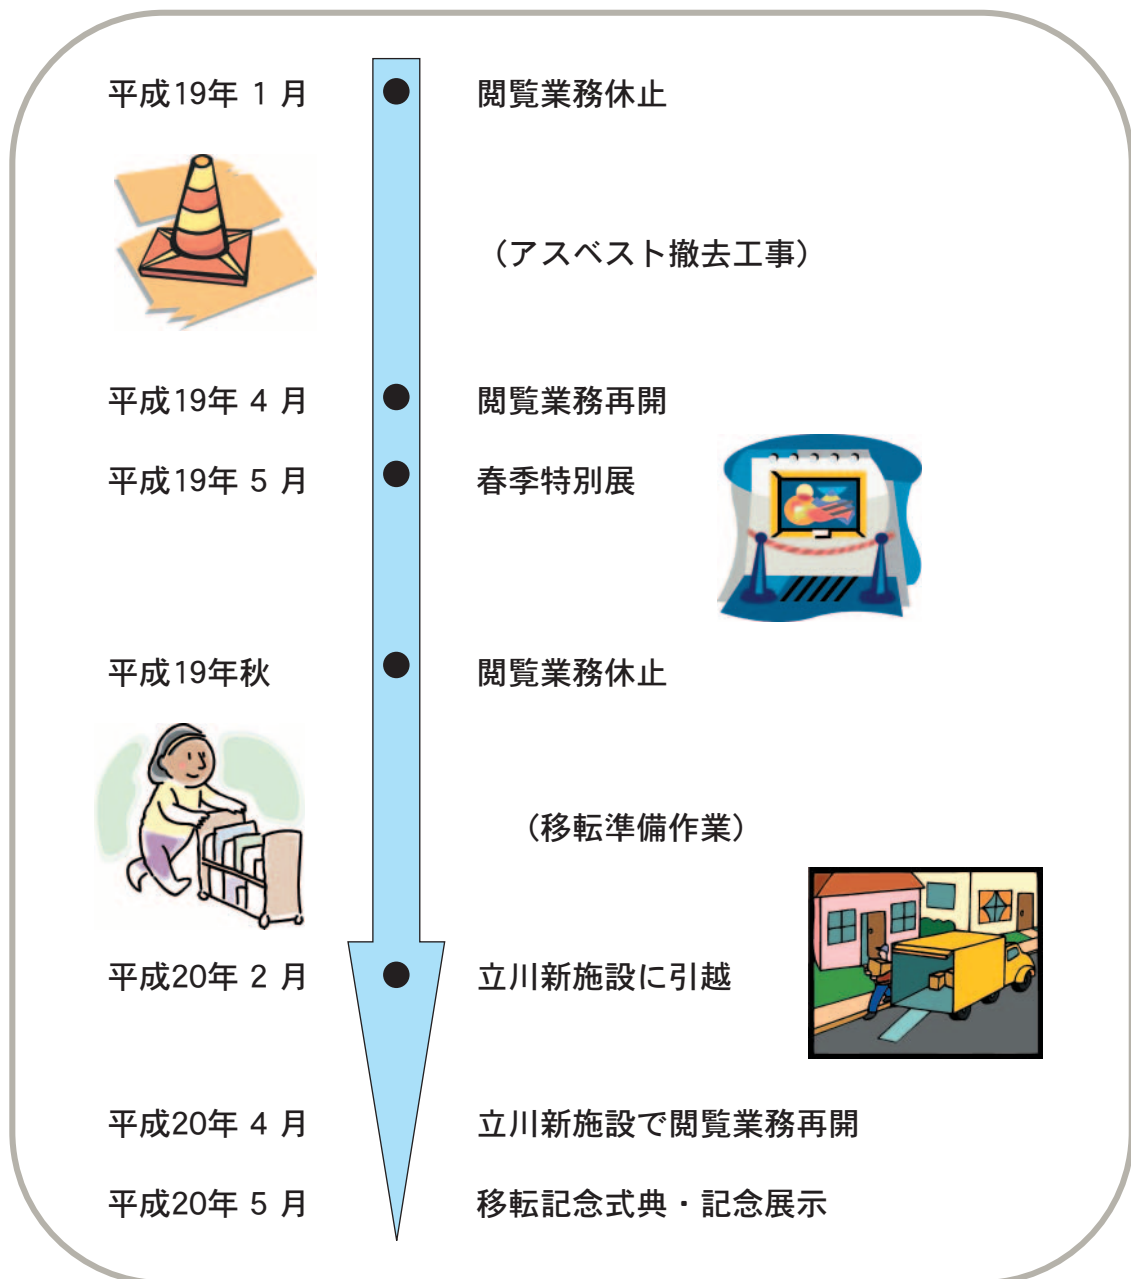 平成19年 1 月 閲覧業務休止
（アスベスト撤去工事）
平成19年 4 月 閲覧業務再開
平成19年 5 月 春季特別展
平成19年秋 閲覧業務休止
（移転準備作業）
平成20年 2 月 立川新施設に引越
平成20年 4 月 立川新施設で閲覧業務再開
平成20年 5 月 移転記念式典・記念展示